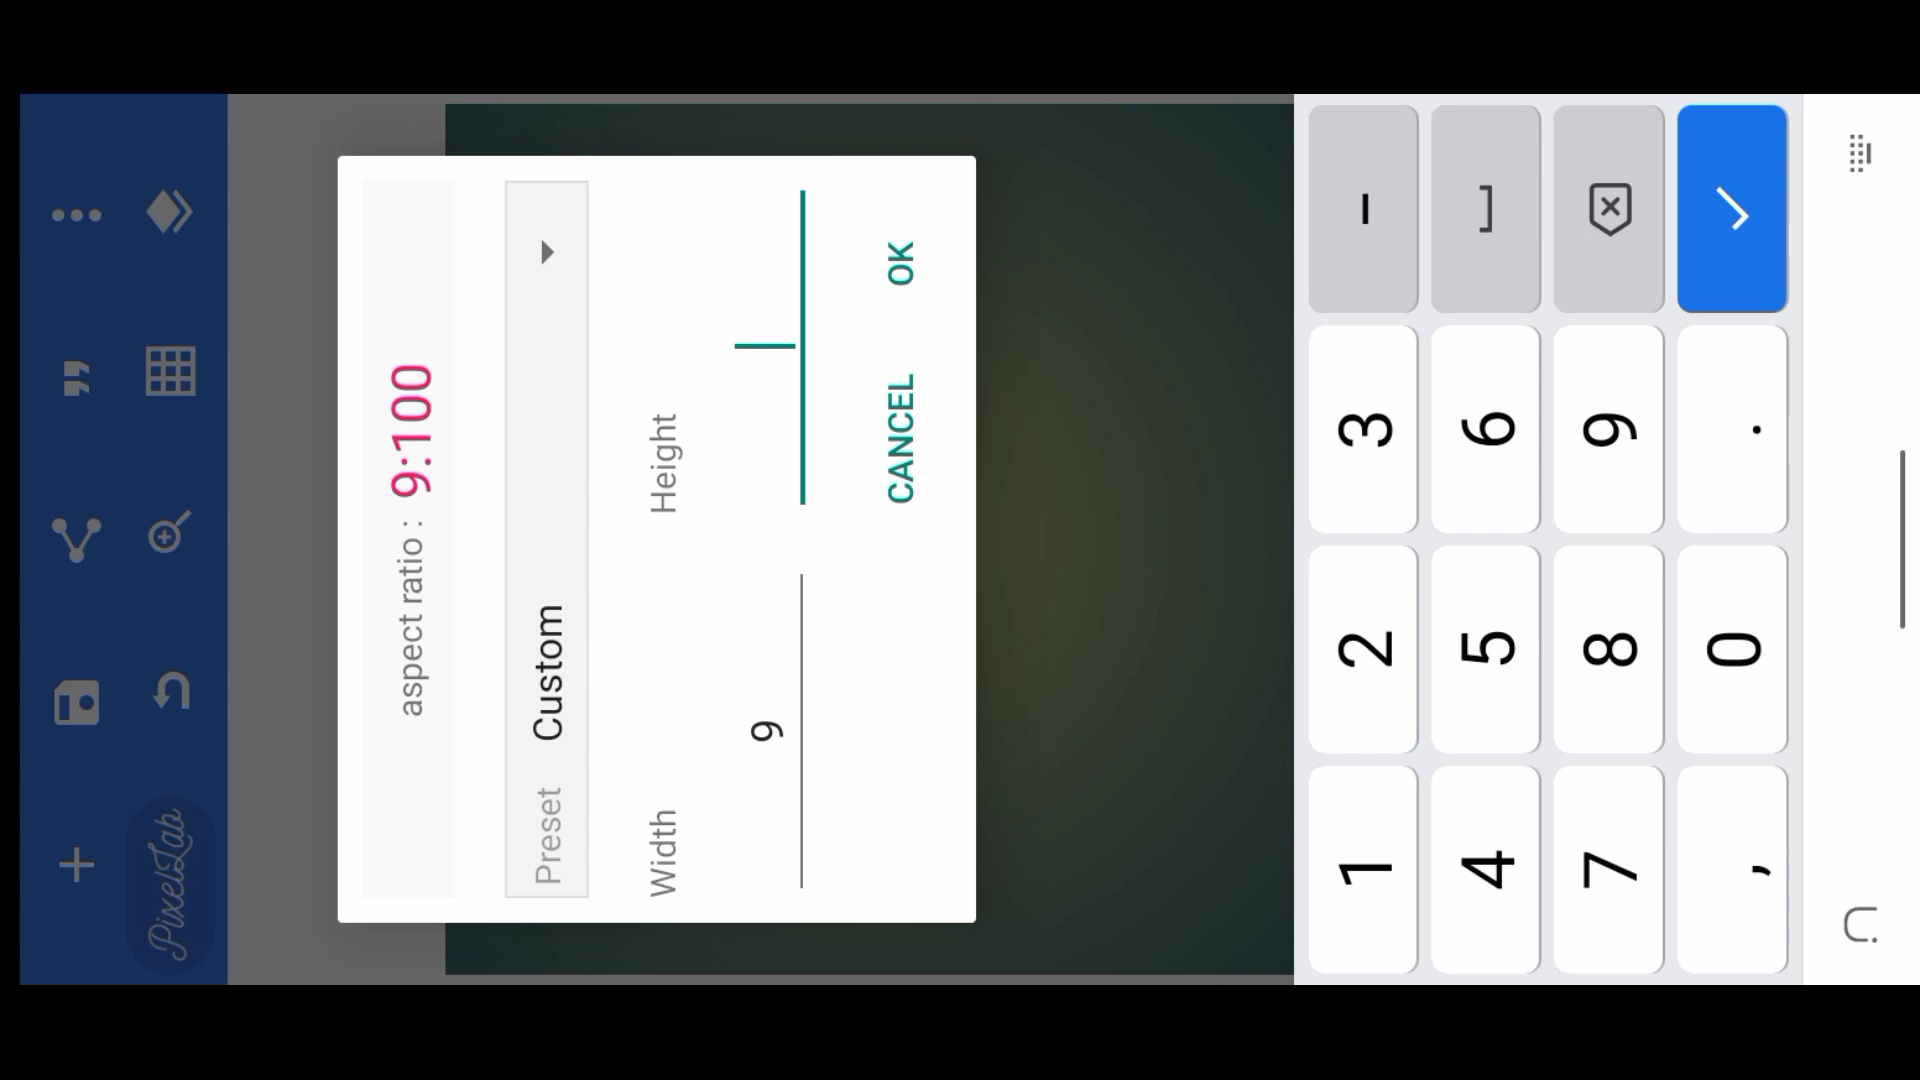 +
"
PixelLab
aspect ratio : 9:100
Preset Custom
Width Height
9
CANCEL OK
1 2 3 -
4 5 6
7 8 9
, 0 .